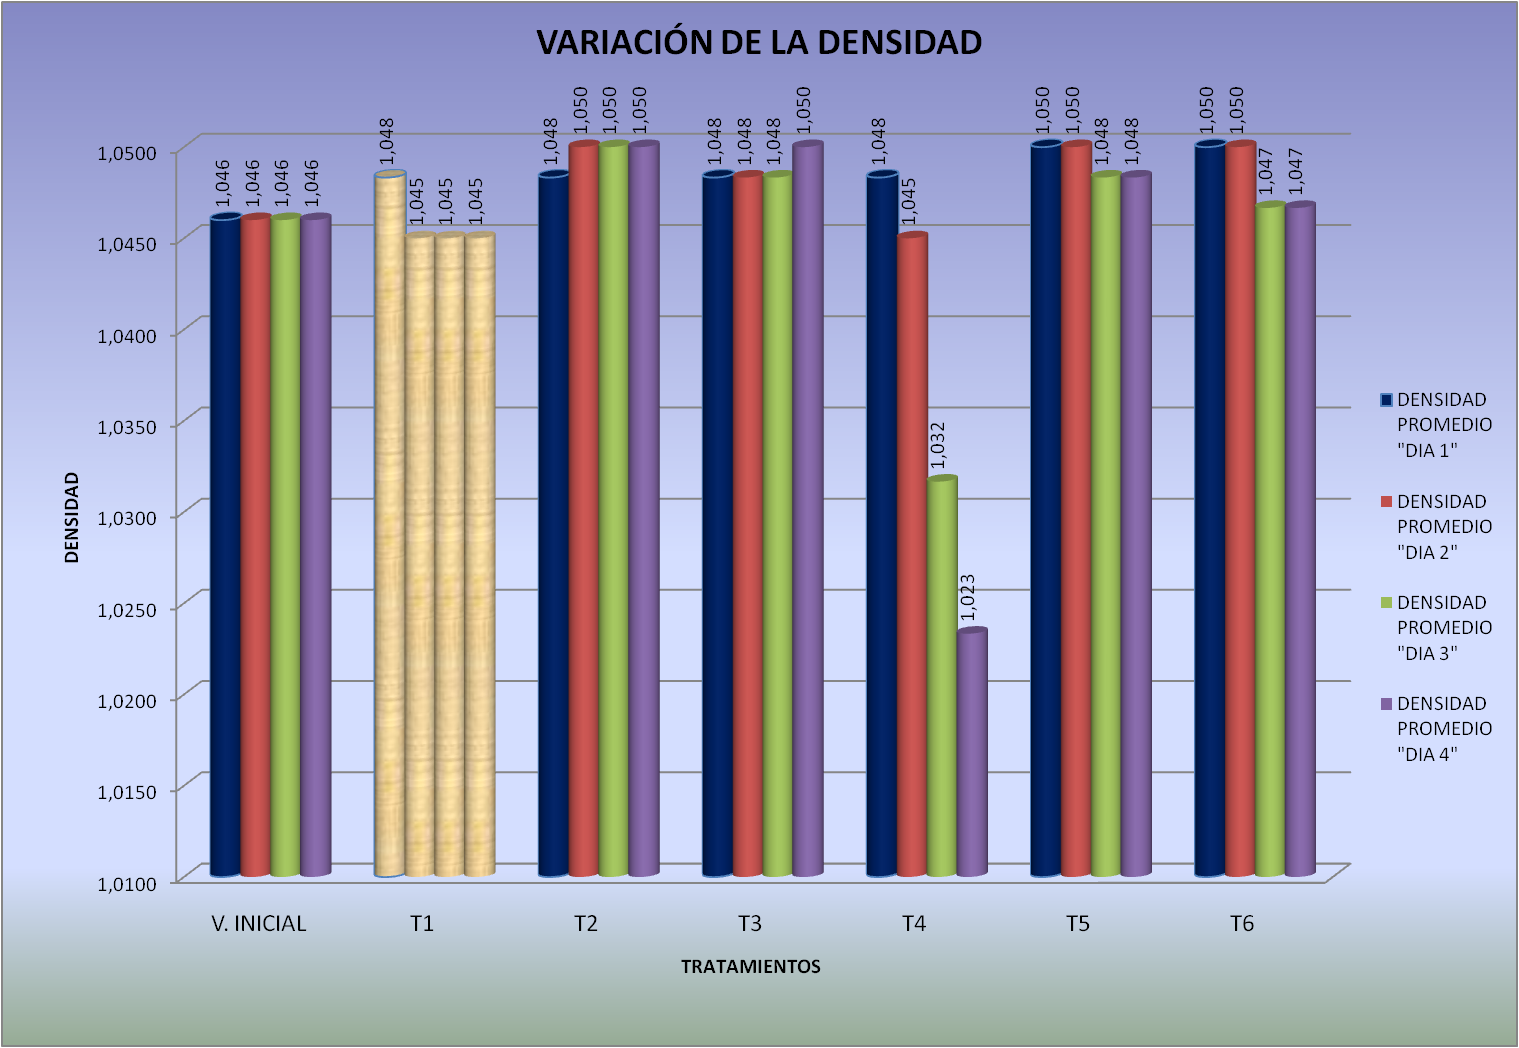 VARIACIÓN DE LA DENSIDAD
1,046 1,046 1,046 1,046
1,048 1,045 1,045 1,045
1,048 1,050 1,050 1,050
1,048 1,048 1,048 1,050
1,048 1,045 1,032 1,023
1,050 1,050 1,048 1,048
1,050 1,050 1,047 1,047
1,0500
1,0450
1,0400
1,0350
1,0300
1,0250
1,0200
1,0150
1,0100
DENSIDAD
V. INICIAL T1 T2 T3 T4 T5 T6
TRATAMIENTOS
DENSIDAD
PROMEDIO
"DIA 1"
DENSIDAD
PROMEDIO
"DIA 2"
DENSIDAD
PROMEDIO
"DIA 3"
DENSIDAD
PROMEDIO
"DIA 4"